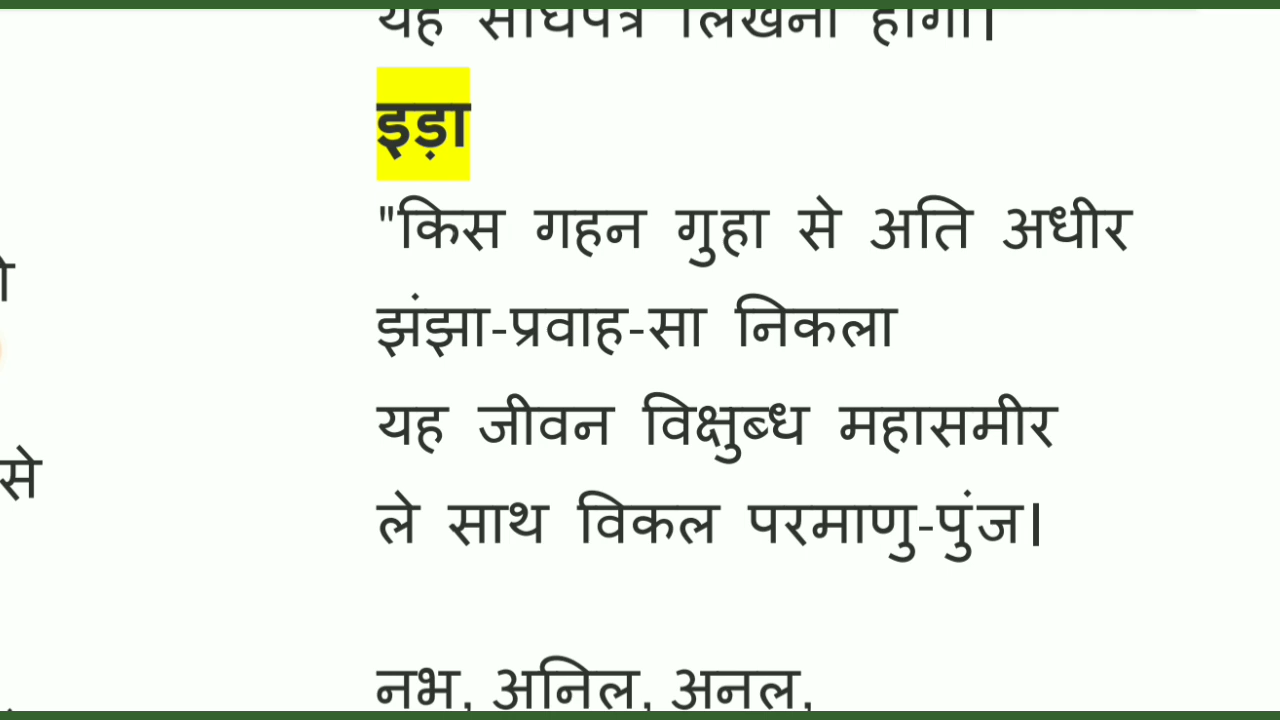 यह संधिपत्र लिखना होगा।
इड़ा
"किस गहन गुहा से अति अधीर
झंझा-प्रवाह-सा निकला
यह जीवन विक्षुब्ध महासमीर
से
ले साथ विकल परमाणु-पुंज।
नभ, अनिल, अनल,